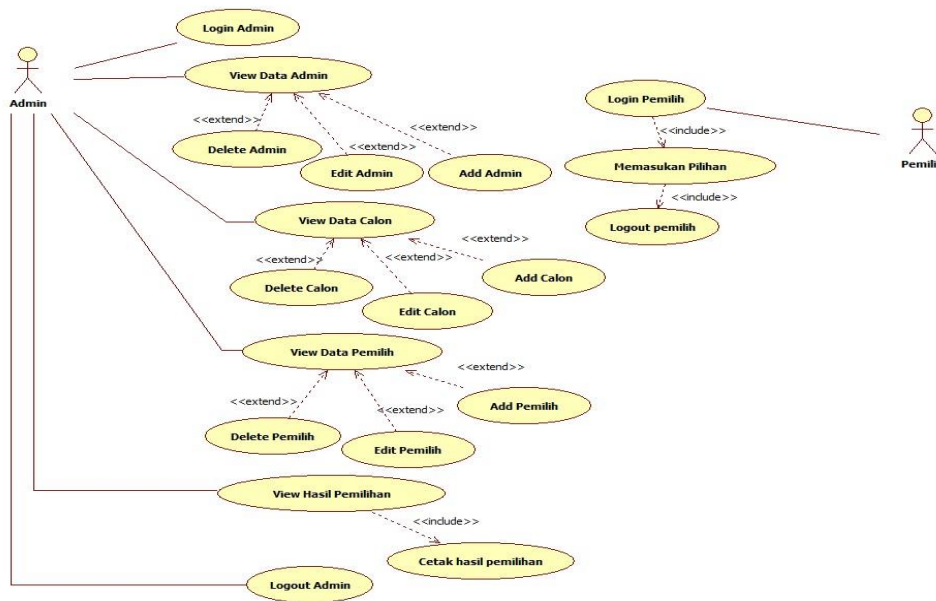 Login Admin
View Data Admin
Admin
<<extend>>
<<extend>>
<<extend>>
Delete Admin
Edit Admin
Add Admin
Login Pemilih
<<include>>
Memasukan Pilihan
Pemili
<<include>>
Logout pemilih
View Data Calon
<<extend>>
<<extend>>
<<extend>>
Delete Calon
Add Calon
Edit Calon
View Data Pemilih
<<extend>>
<<extend>>
<<extend>>
Add Pemilih
Delete Pemilih
Edit Pemilih
View Hasil Pemilihan
<<include>>
Cetak hasil pemilihan
Logout Admin